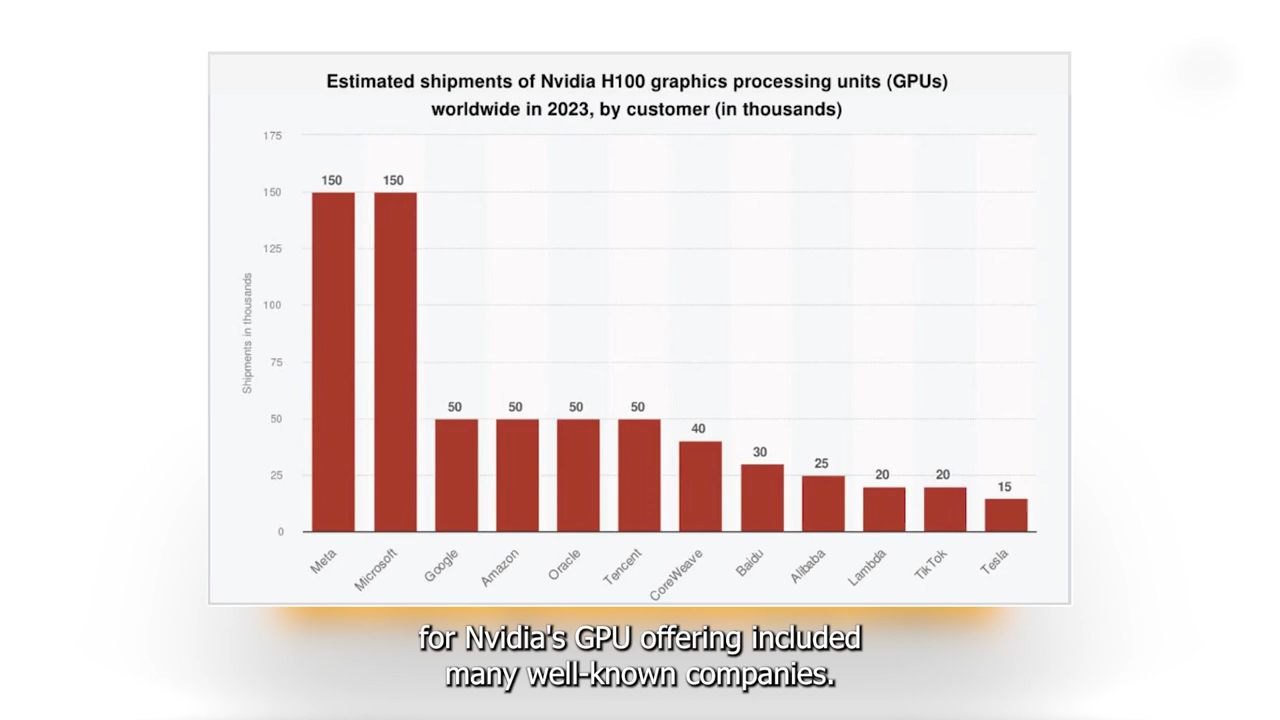 Estimated shipments of Nvidia H100 graphics processing units (GPUs)
worldwide in 2023, by customer (in thousands)
Shipments in thousands
175
150
125
100
75
50
25
0
150
150
50
50
50
50
40
30
25
20
20
15
Meta
Microsoft
Google
Amazon
Oracle
Tencent
CoreWeave
Baidu
Alibaba
Lambda
TikTok
Tesla
for Nvidia's GPU offering included
many well-known companies.